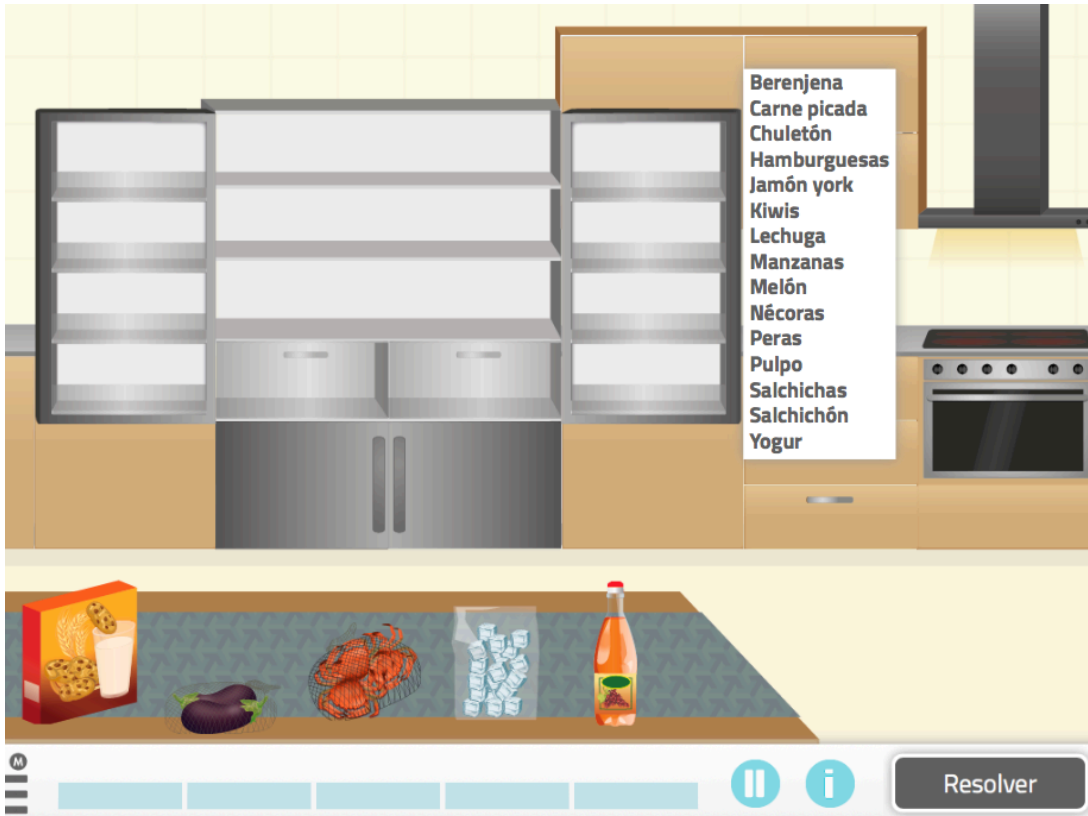 Berenjena
Carne picada
Chuletón
Hamburguesas
Jamón york
Kiwis
Lechuga
Manzanas
Melón
Nécoras
Peras
Pulpo
Salchichas
Salchichón
Yogur
M
i
Resolver